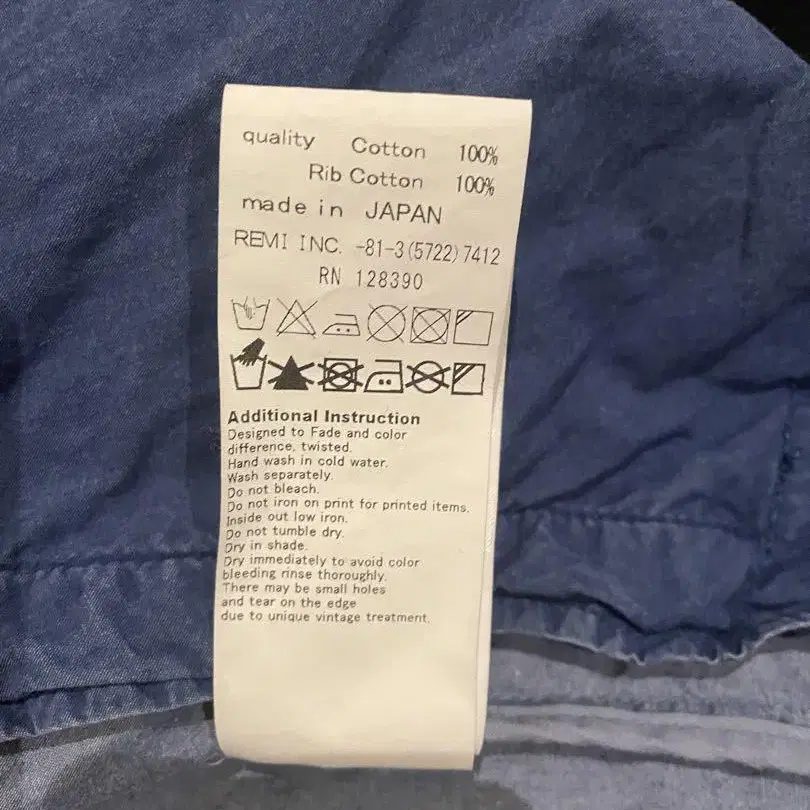 quality Cotton 100%
Rib Cotton 100%
made in JAPAN
REMI INC. -81-3(5722)7412
RN 128390
Additional Instruction
Designed to Fade and color
difference, twisted.
Hand wash in cold water.
Wash separately.
Do not bleach.
Do not iron on print for printed items.
Inside out low iron.
Do not tumble dry.
Dry in shade.
Dry immediately to avoid color
bleeding rinse thoroughly.
There may be small holes
and tear on the edge
due to unique vintage treatment.